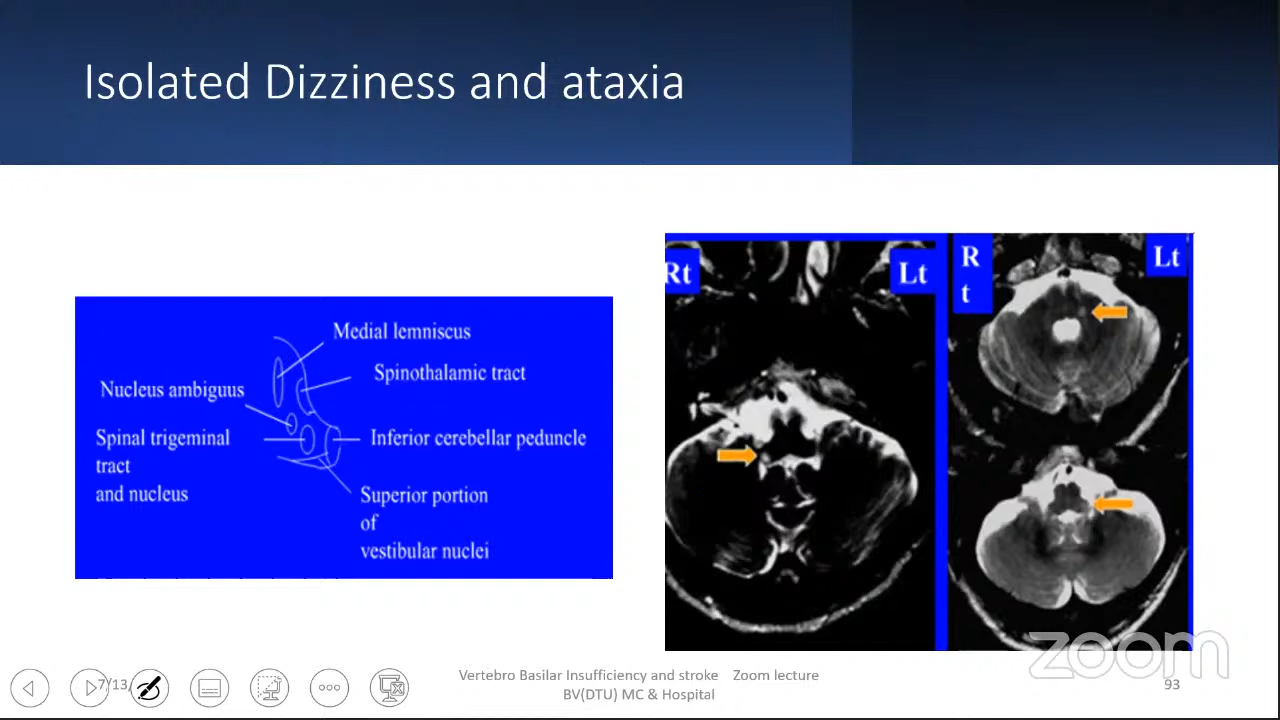 Isolated Dizziness and ataxia
Medial lemniscus
Spinothalamic tract
Nucleus ambiguus
Spinal trigeminal
tract
and nucleus
Inferior cerebellar peduncle
Superior portion
of
vestibular nuclei
Rt
Lt
R
t
Lt
7/13/
Vertebro Basilar Insufficiency and stroke Zoom lecture
BV(DTU) MC & Hospital
93
zoom